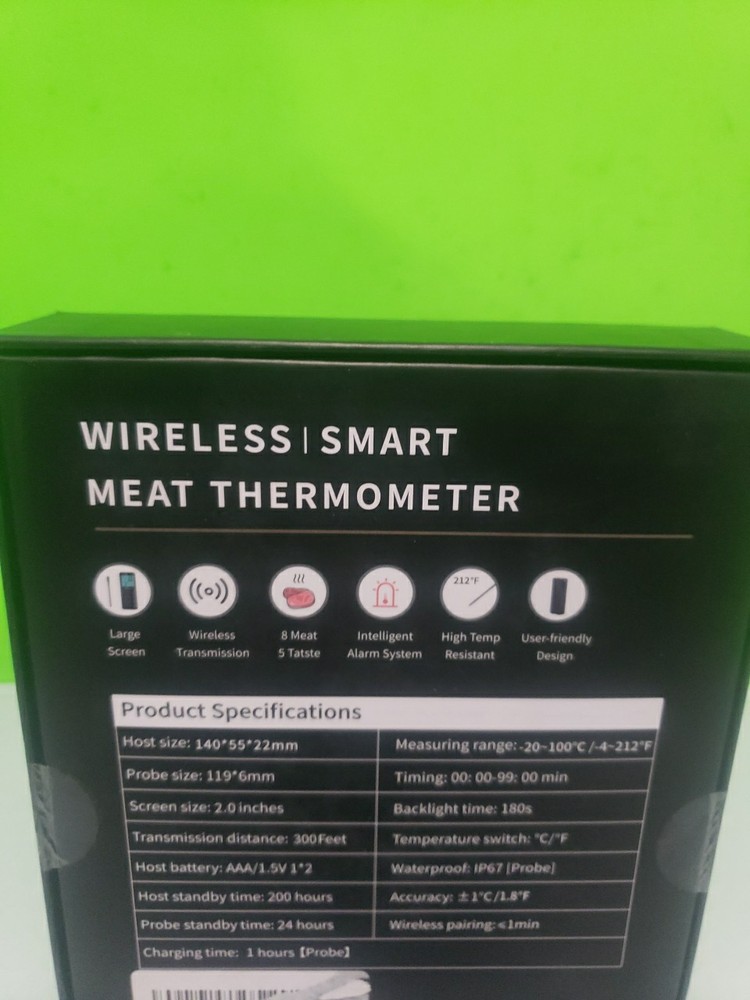 WIRELESS | SMART
MEAT THERMOMETER
212°F
Large Screen
Wireless Transmission
8 Meat 5 Tatste
Intelligent Alarm System
High Temp Resistant
User-friendly Design
Product Specifications
Host size: 140*55*22mm
Measuring range: -20~100°C /-4~212°F
Probe size: 119*6mm
Timing: 00: 00-99: 00 min
Screen size: 2.0 inches
Backlight time: 180s
Transmission distance: 300Feet
Temperature switch: °C/°F
Host battery: AAA/1.5V 1*2
Waterproof: IP67 [Probe]
Host standby time: 200 hours
Accuracy: ±1°C/1.8°F
Probe standby time: 24 hours
Wireless pairing: ≤1min
Charging time: 1 hours【Probe】